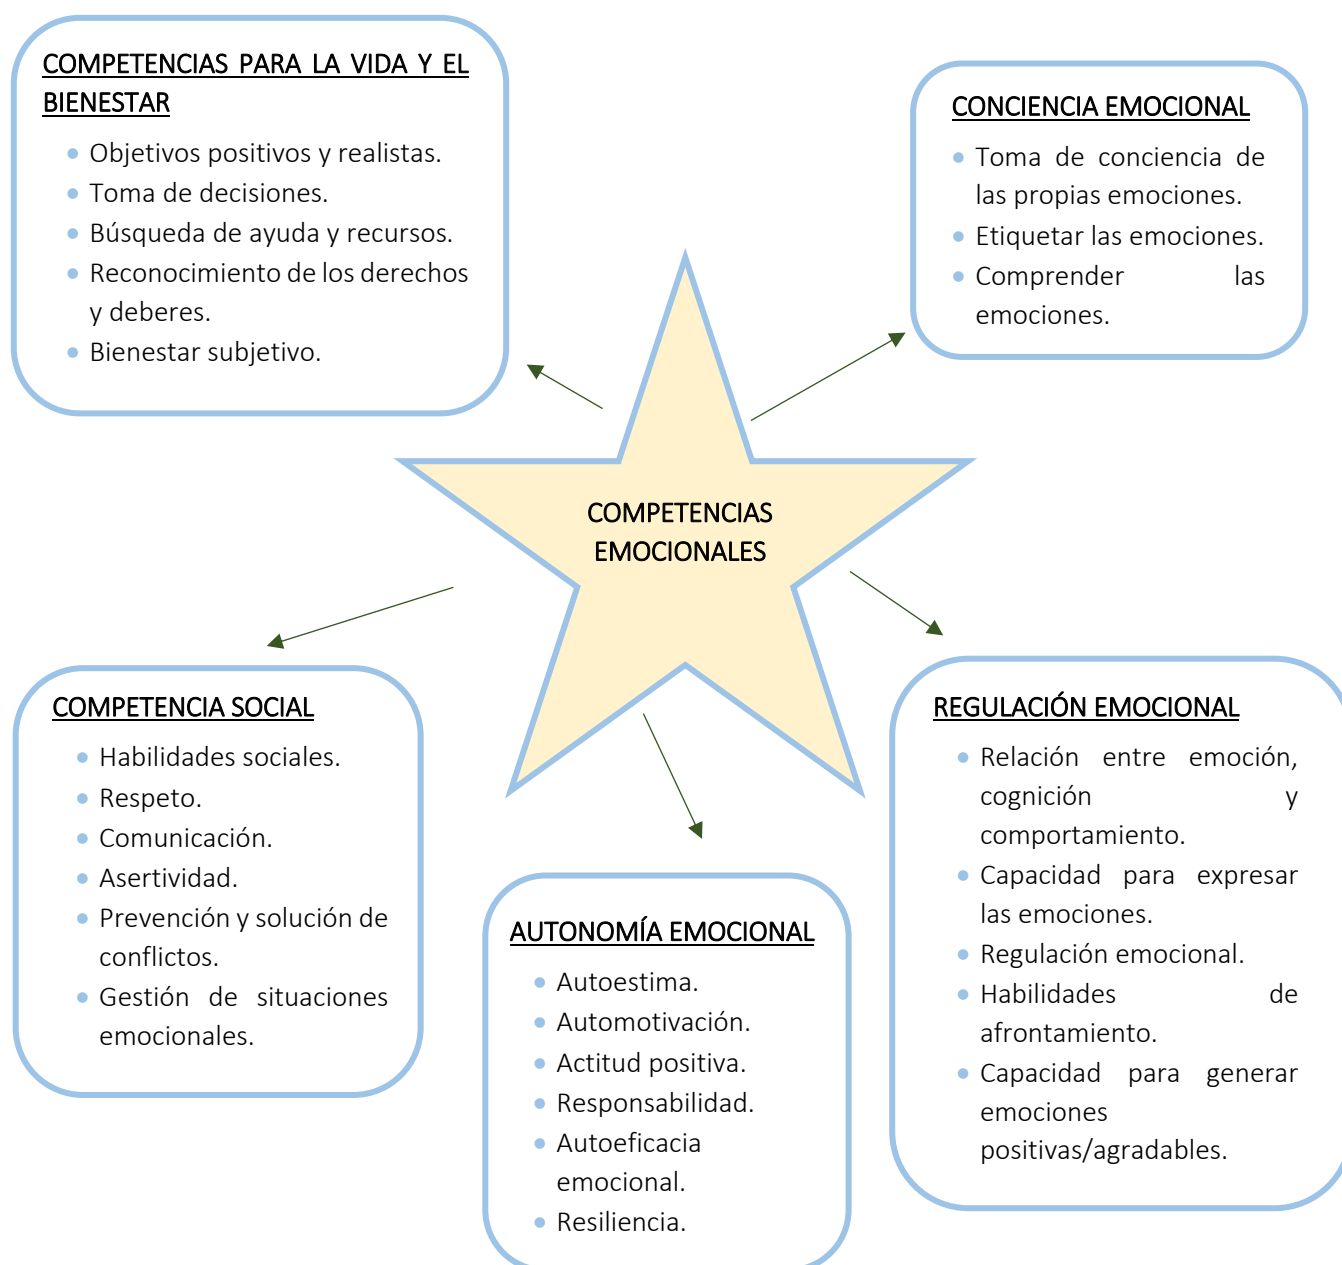 COMPETENCIAS PARA LA VIDA Y EL
BIENESTAR
Objetivos positivos y realistas.
Toma de decisiones.
Búsqueda de ayuda y recursos.
Reconocimiento de los derechos
y deberes.
Bienestar subjetivo.
CONCIENCIA EMOCIONAL
Toma de conciencia de
las propias emociones.
Etiquetar las emociones.
Comprender las
emociones.
COMPETENCIAS
EMOCIONALES
COMPETENCIA SOCIAL
Habilidades sociales.
Respeto.
Comunicación.
Asertividad.
Prevención y solución de
conflictos.
Gestión de situaciones
emocionales.
AUTONOMÍA EMOCIONAL
Autoestima.
Automotivación.
Actitud positiva.
Responsabilidad.
Autoeficacia
emocional.
Resiliencia.
REGULACIÓN EMOCIONAL
Relación entre emoción,
cognición y
comportamiento.
Capacidad para expresar
las emociones.
Regulación emocional.
Habilidades de
afrontamiento.
Capacidad para generar
emociones
positivas/agradables.